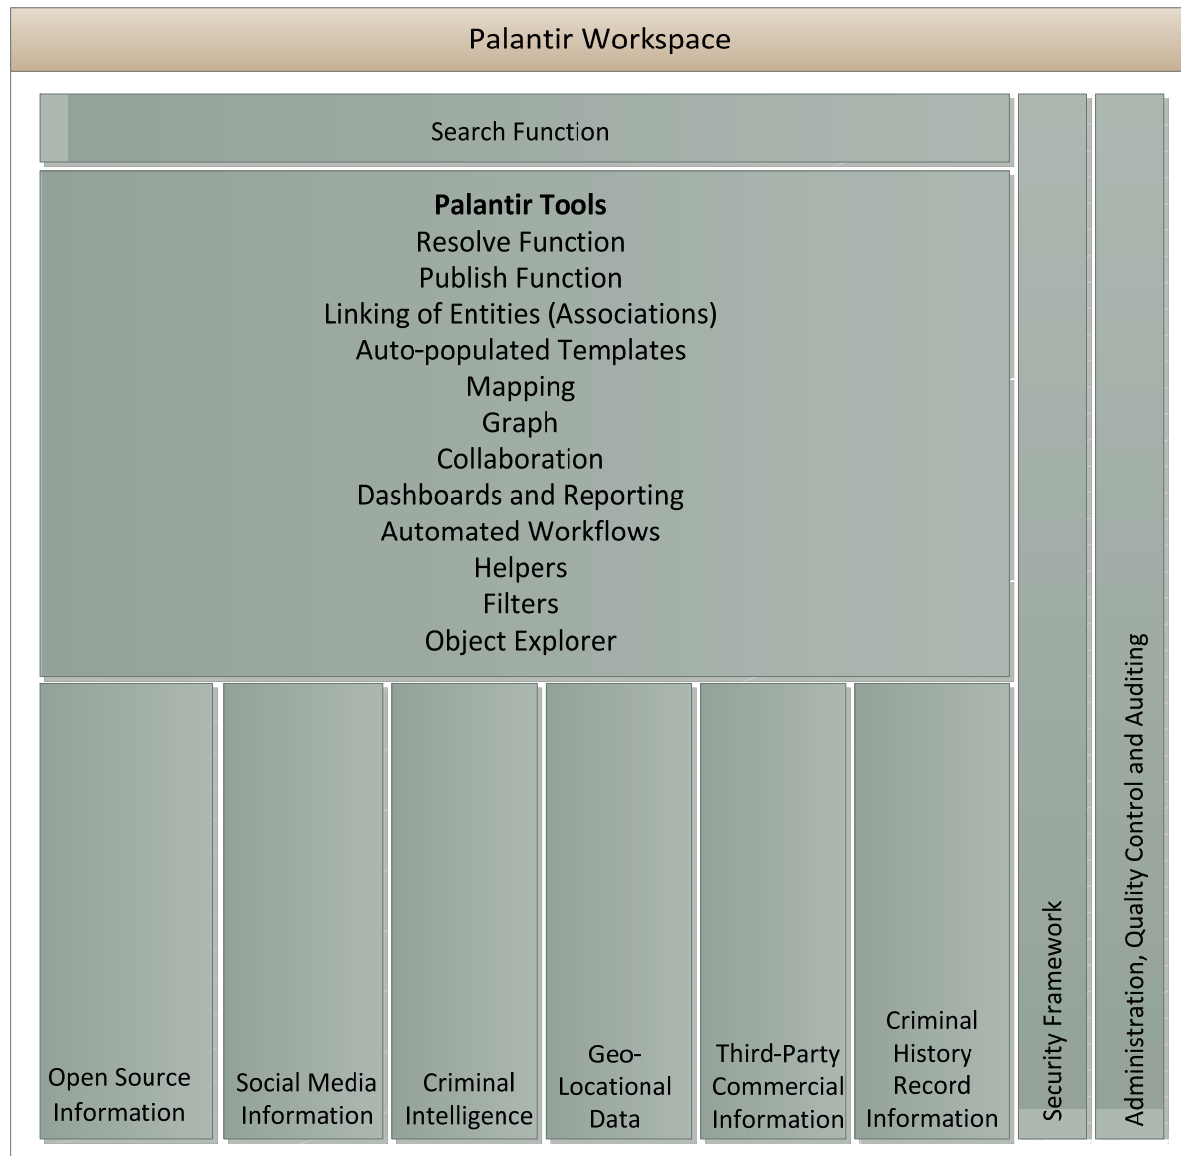 Palantir Workspace
Search Function
Palantir Tools
Resolve Function
Publish Function
Linking of Entities (Associations)
Auto-populated Templates
Mapping
Graph
Collaboration
Dashboards and Reporting
Automated Workflows
Helpers
Filters
Object Explorer
Open Source
Information
Social Media
Information
Criminal
Intelligence
Geo-
Locational
Data
Third-Party
Commercial
Information
Criminal
History
Record
Information
Security Framework
Administration, Quality Control and Auditing